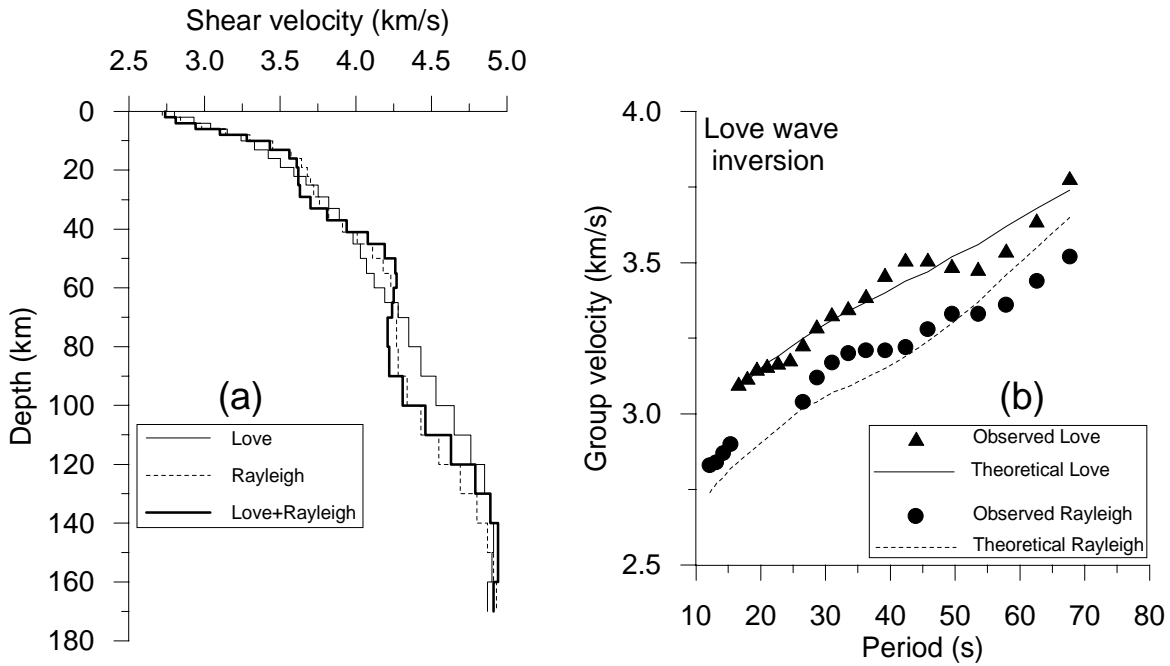 Shear velocity (km/s)
2.5 3.0 3.5 4.0 4.5 5.0
0
20
40
60
80
100
120
140
160
180
Depth (km)
(a)
Love
Rayleigh
Love+Rayleigh
4.0
3.5
3.0
2.5
Group velocity (km/s)
Love wave
inversion
(b)
Observed Love
Theoretical Love
Observed Rayleigh
Theoretical Rayleigh
10 20 30 40 50 60 70 80
Period (s)